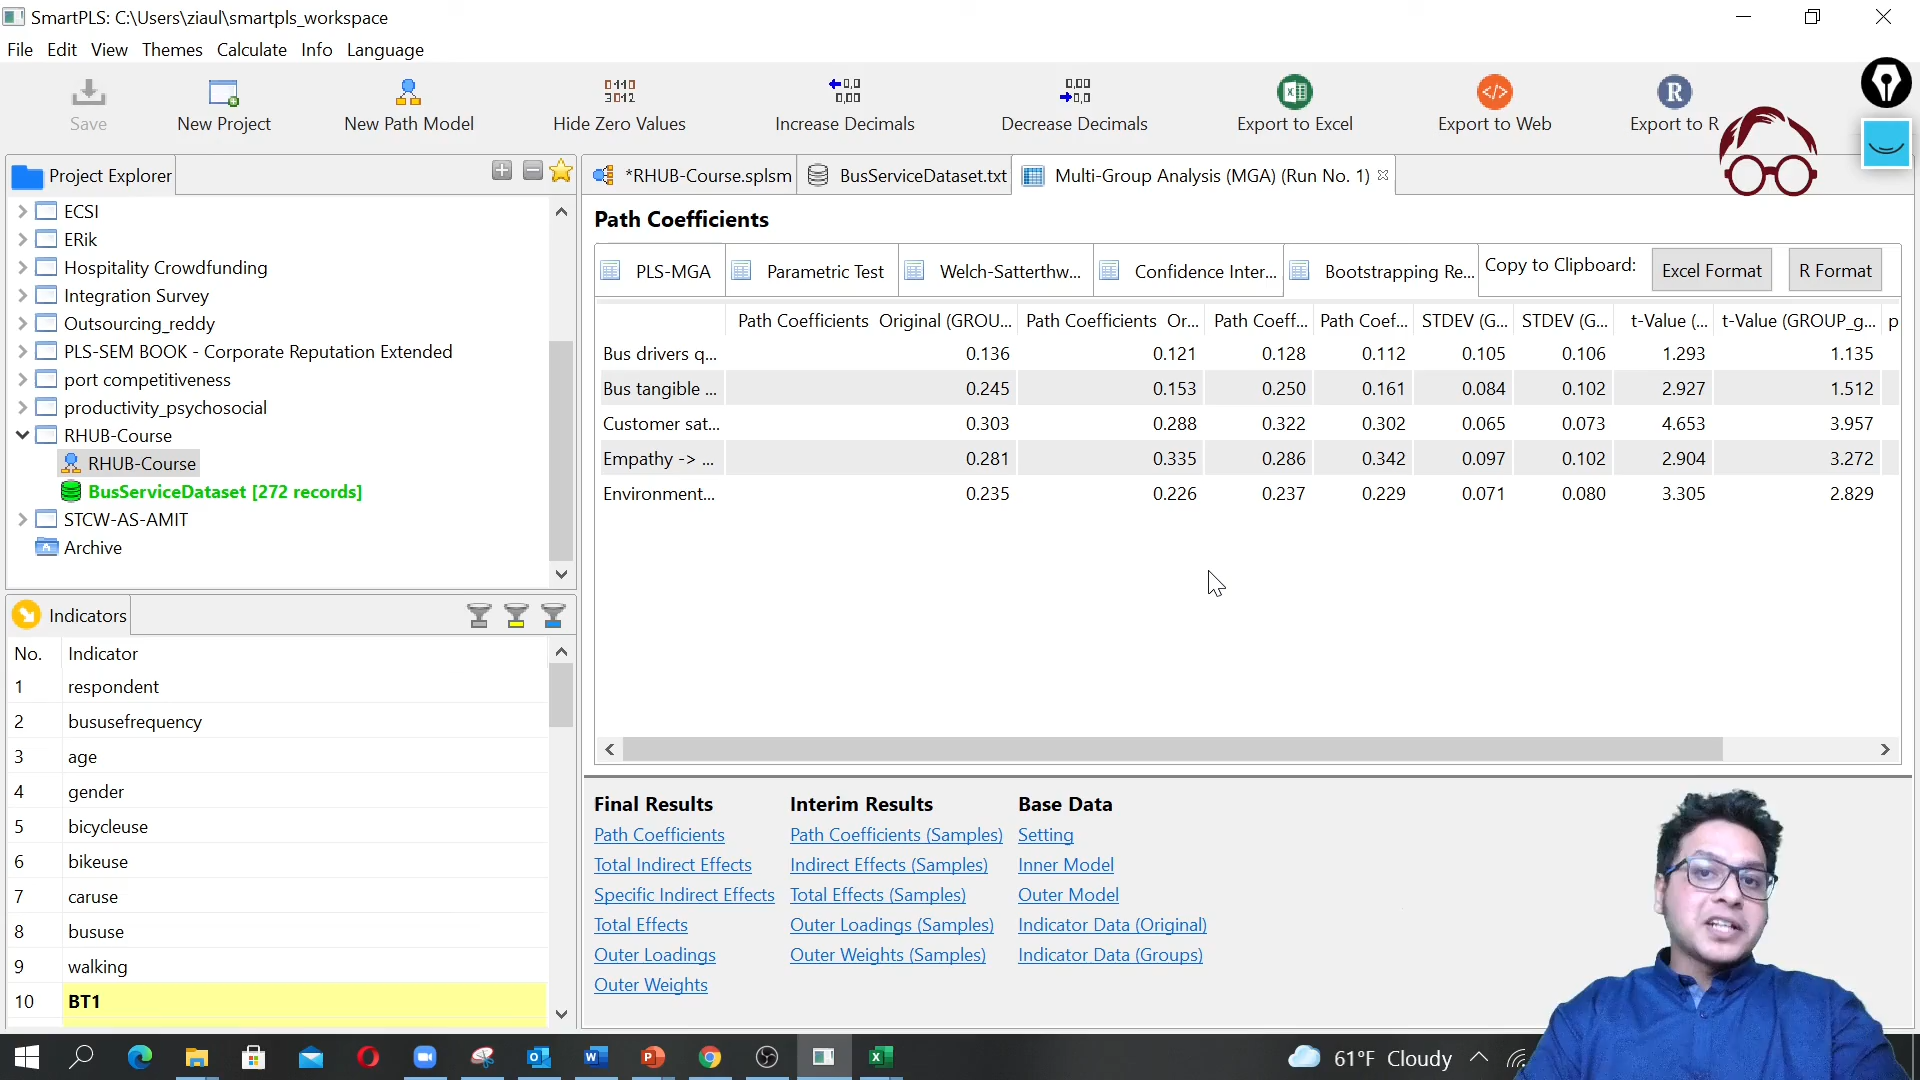 SmartPLS: C:\Users\ziaul\smartpls_workspace
File Edit View Themes Calculate Info Language
Save
New Project
New Path Model
Hide Zero Values
Increase Decimals
Decrease Decimals
Export to Excel
Export to Web
Export to R
Project Explorer
ECSI
ERik
Hospitality Crowdfunding
Integration Survey
Outsourcing_reddy
PLS-SEM BOOK - Corporate Reputation Extended
port competitiveness
productivity_psychosocial
RHUB-Course
RHUB-Course
BusServiceDataset [272 records]
STCW-AS-AMIT
Archive
Indicators
No. Indicator
1 respondent
2 bususefrequency
3 age
4 gender
5 bicycleuse
6 bikeuse
7 caruse
8 bususe
9 walking
10 BT1
*RHUB-Course.splsm BusServiceDataset.txt Multi-Group Analysis (MGA) (Run No. 1)
Path Coefficients
PLS-MGA Parametric Test Welch-Satterthw... Confidence Inter... Bootstrapping Re... Copy to Clipboard: Excel Format R Format
Path Coefficients Original (GROU... Path Coefficients Or... Path Coeff... Path Coef... STDEV (G... STDEV (G... t-Value (... t-Value (GROUP_g... p
Bus drivers q... 0.136 0.121 0.128 0.112 0.105 0.106 1.293 1.135
Bus tangible ... 0.245 0.153 0.250 0.161 0.084 0.102 2.927 1.512
Customer sat... 0.303 0.288 0.322 0.302 0.065 0.073 4.653 3.957
Empathy -> ... 0.281 0.335 0.286 0.342 0.097 0.102 2.904 3.272
Environment... 0.235 0.226 0.237 0.229 0.071 0.080 3.305 2.829
Final Results
Path Coefficients
Total Indirect Effects
Specific Indirect Effects
Total Effects
Outer Loadings
Outer Weights
Interim Results
Path Coefficients (Samples)
Indirect Effects (Samples)
Total Effects (Samples)
Outer Loadings (Samples)
Outer Weights (Samples)
Base Data
Setting
Inner Model
Outer Model
Indicator Data (Original)
Indicator Data (Groups)
61°F Cloudy